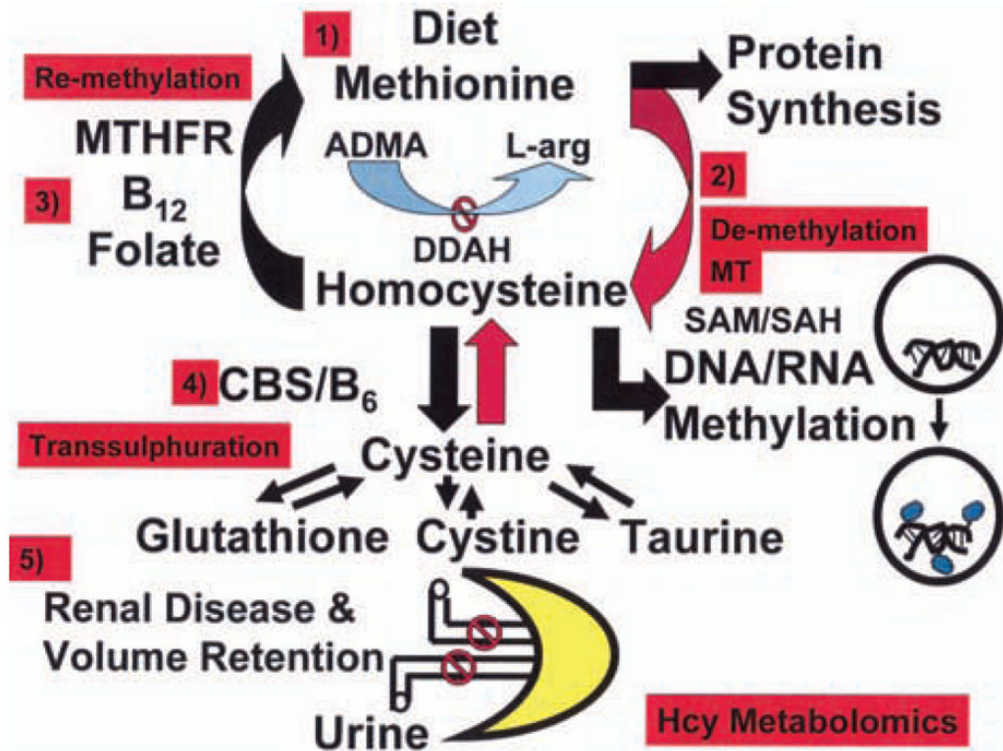 1)
Diet
Methionine
Protein
Synthesis
Re-methylation
MTHFR
3)
B12
Folate
ADMA
L-arg
DDAH
2)
De-methylation
MT
Homocysteine
SAM/SAH
DNA/RNA
Methylation
4)
CBS/B6
Transsulphuration
Cysteine
Glutathione
Cystine
Taurine
5)
Renal Disease &
Volume Retention
Urine
Hcy Metabolomics